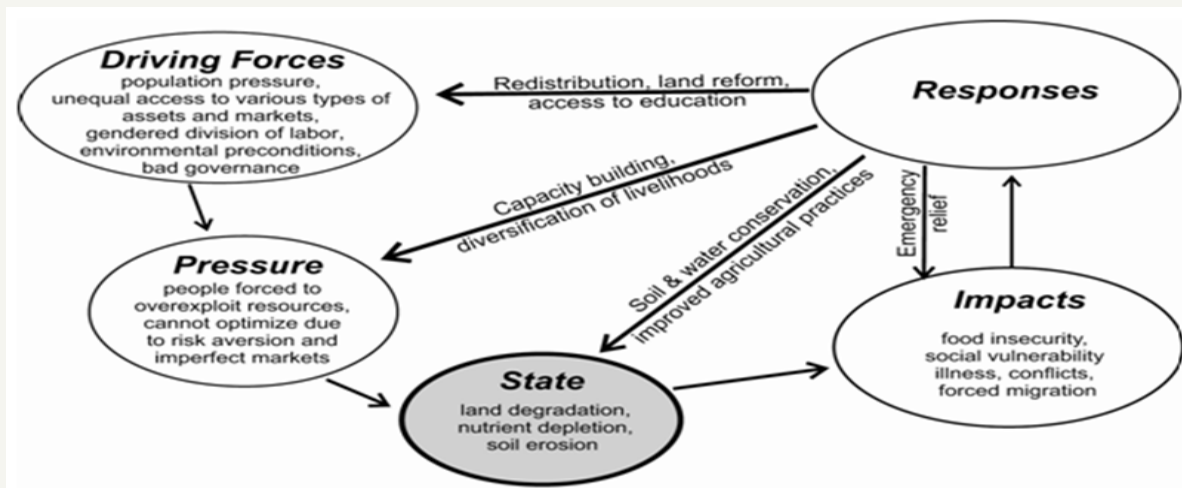 Driving Forces
population pressure,
unequal access to various types of
assets and markets,
gendered division of labor,
environmental preconditions,
bad governance
Redistribution, land reform,
access to education
Responses
Capacity building,
diversification of livelihoods
Soil & water conservation,
improved agricultural practices
Emergency
relief
Pressure
people forced to
overexploit resources,
cannot optimize due
to risk aversion and
imperfect markets
State
land degradation,
nutrient depletion,
soil erosion
Impacts
food insecurity,
social vulnerability
illness, conflicts,
forced migration